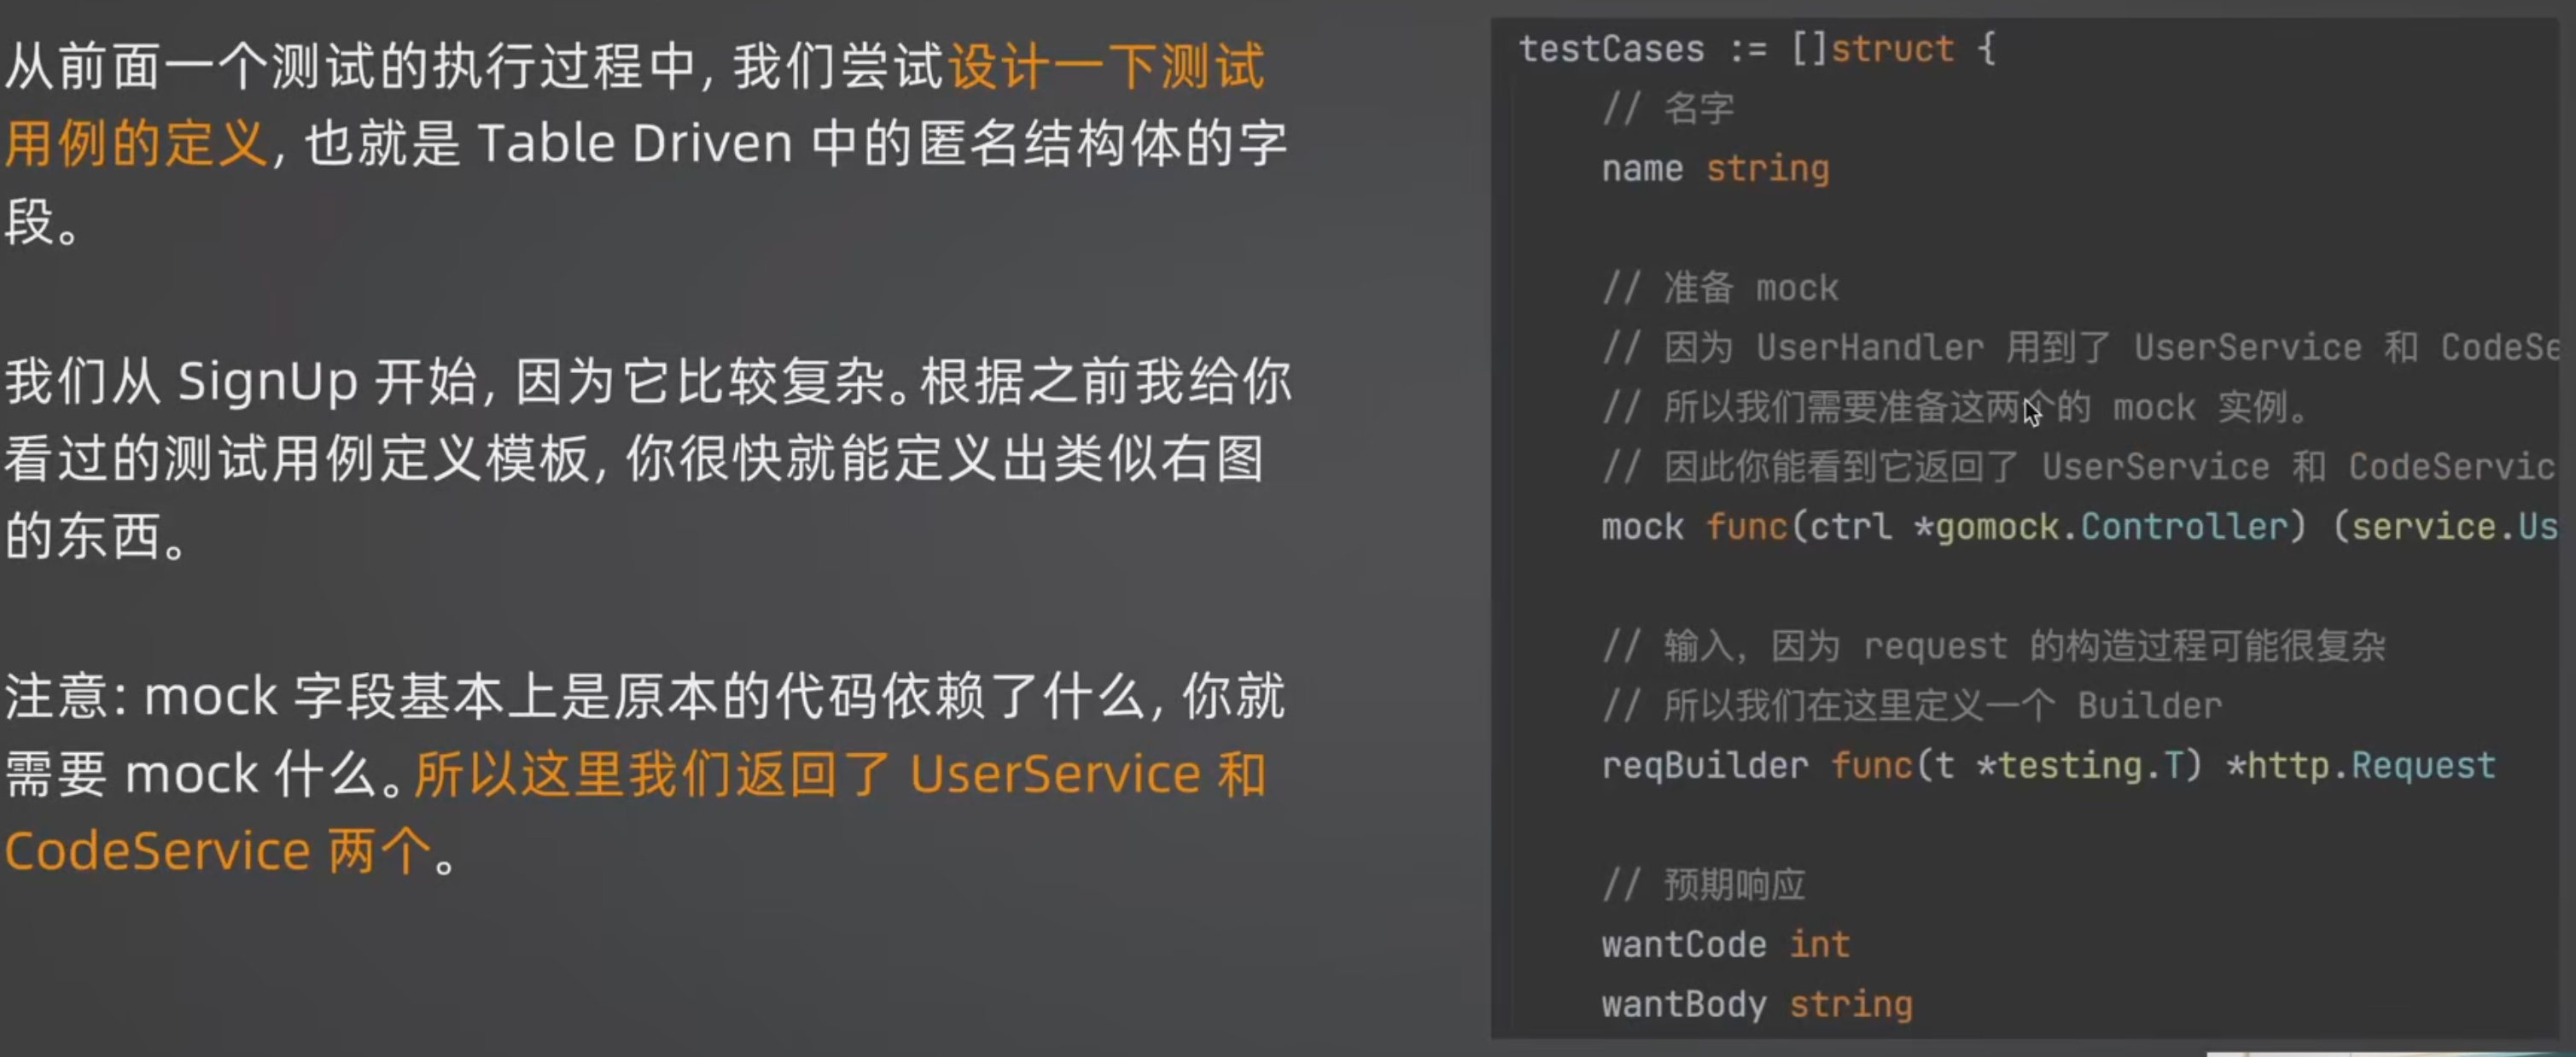 从前面一个测试的执行过程中, 我们尝试设计一下测试
用例的定义, 也就是 Table Driven 中的匿名结构体的字
段。
我们从 SignUp 开始, 因为它比较复杂。根据之前我给你
看过的测试用例定义模板, 你很快就能定义出类似右图
的东西。
注意: mock 字段基本上是原本的代码依赖了什么, 你就
需要 mock 什么。所以这里我们返回了 UserService 和
CodeService 两个。
testCases := []struct {
// 名字
name string
// 准备 mock
// 因为 UserHandler 用到了 UserService 和 CodeSe
// 所以我们需要准备这两个的 mock 实例。
// 因此你能看到它返回了 UserService 和 CodeServic
mock func(ctrl *gomock.Controller) (service.Us
// 输入，因为 request 的构造过程可能很复杂
// 所以我们在这里定义一个 Builder
reqBuilder func(t *testing.T) *http.Request
// 预期响应
wantCode int
wantBody string